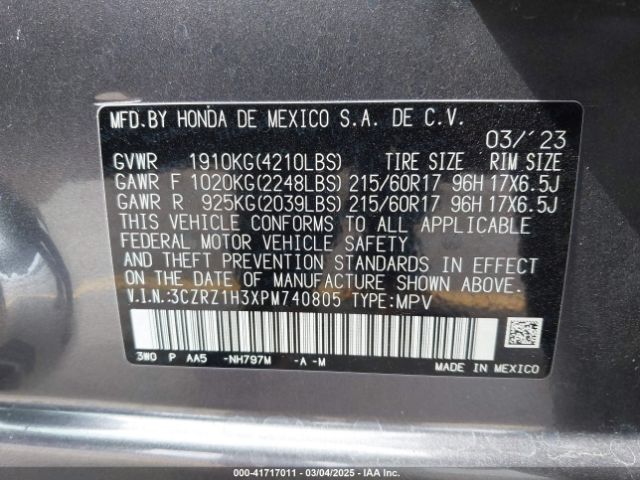 MFD.BY HONDA DE MEXICO S.A. DE C.V.
03/'23
GVWR 1910KG(4210LBS) TIRE SIZE RIM SIZE
GAWR F 1020KG(2248LBS) 215/60R17 96H 17X6.5J
GAWR R 925KG(2039LBS) 215/60R17 96H 17X6.5J
THIS VEHICLE CONFORMS TO ALL APPLICABLE
FEDERAL MOTOR VEHICLE SAFETY
AND THEFT PREVENTION STANDARDS IN EFFECT
ON THE DATE OF MANUFACTURE SHOWN ABOVE.
V.I.N.:3CZRZ1H3XPM740805 TYPE:MPV
3W0 P AA5 -NH797M -A -M
MADE IN MEXICO
000-41717011 — 03/04/2025 - IAA Inc.